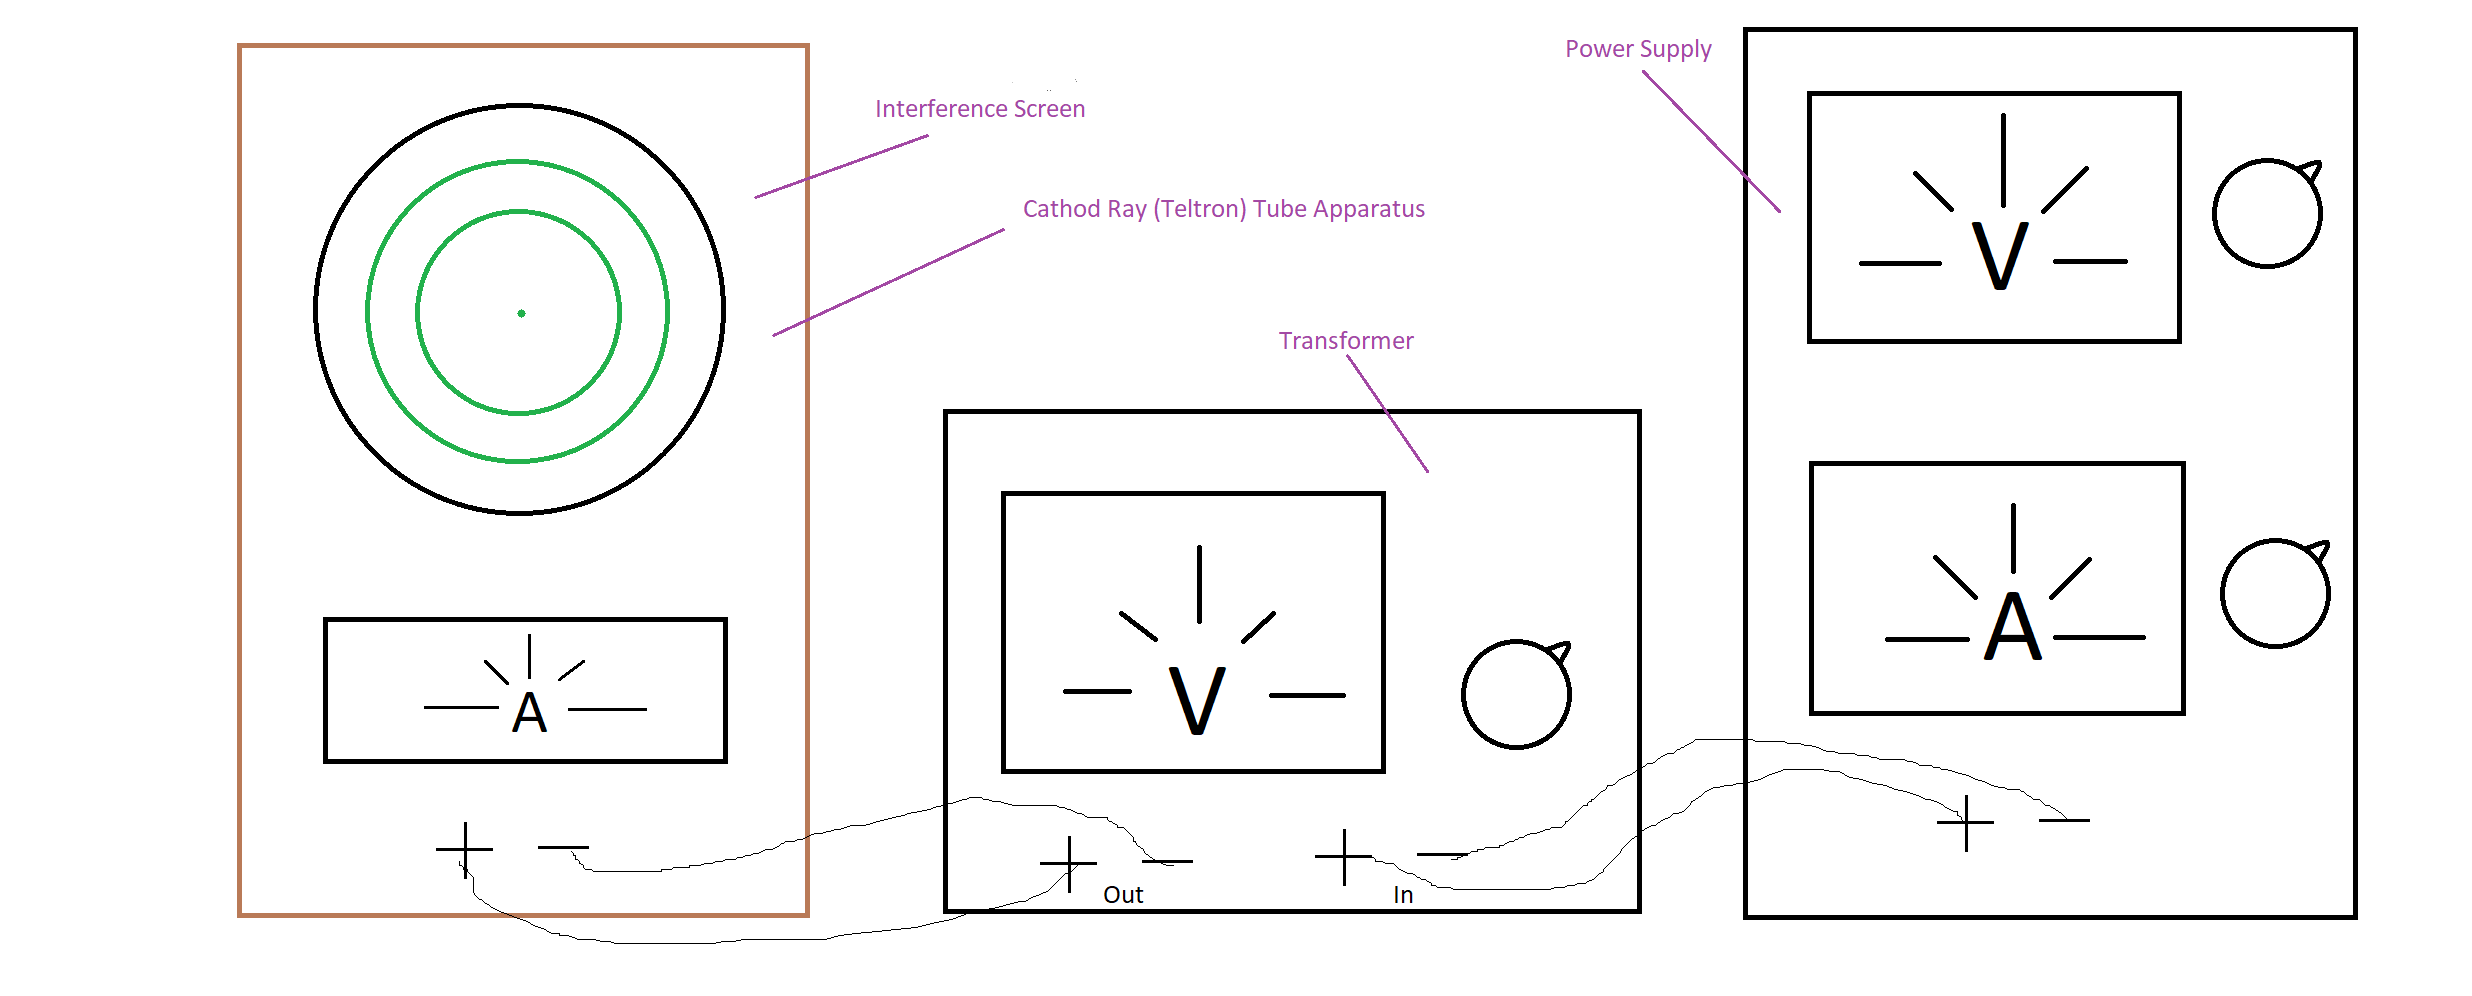 Power Supply
Interference Screen
Cathod Ray (Teltron) Tube Apparatus
V
Transformer
A
V
A
+ −
+ −
+ −
+ −
Out
In